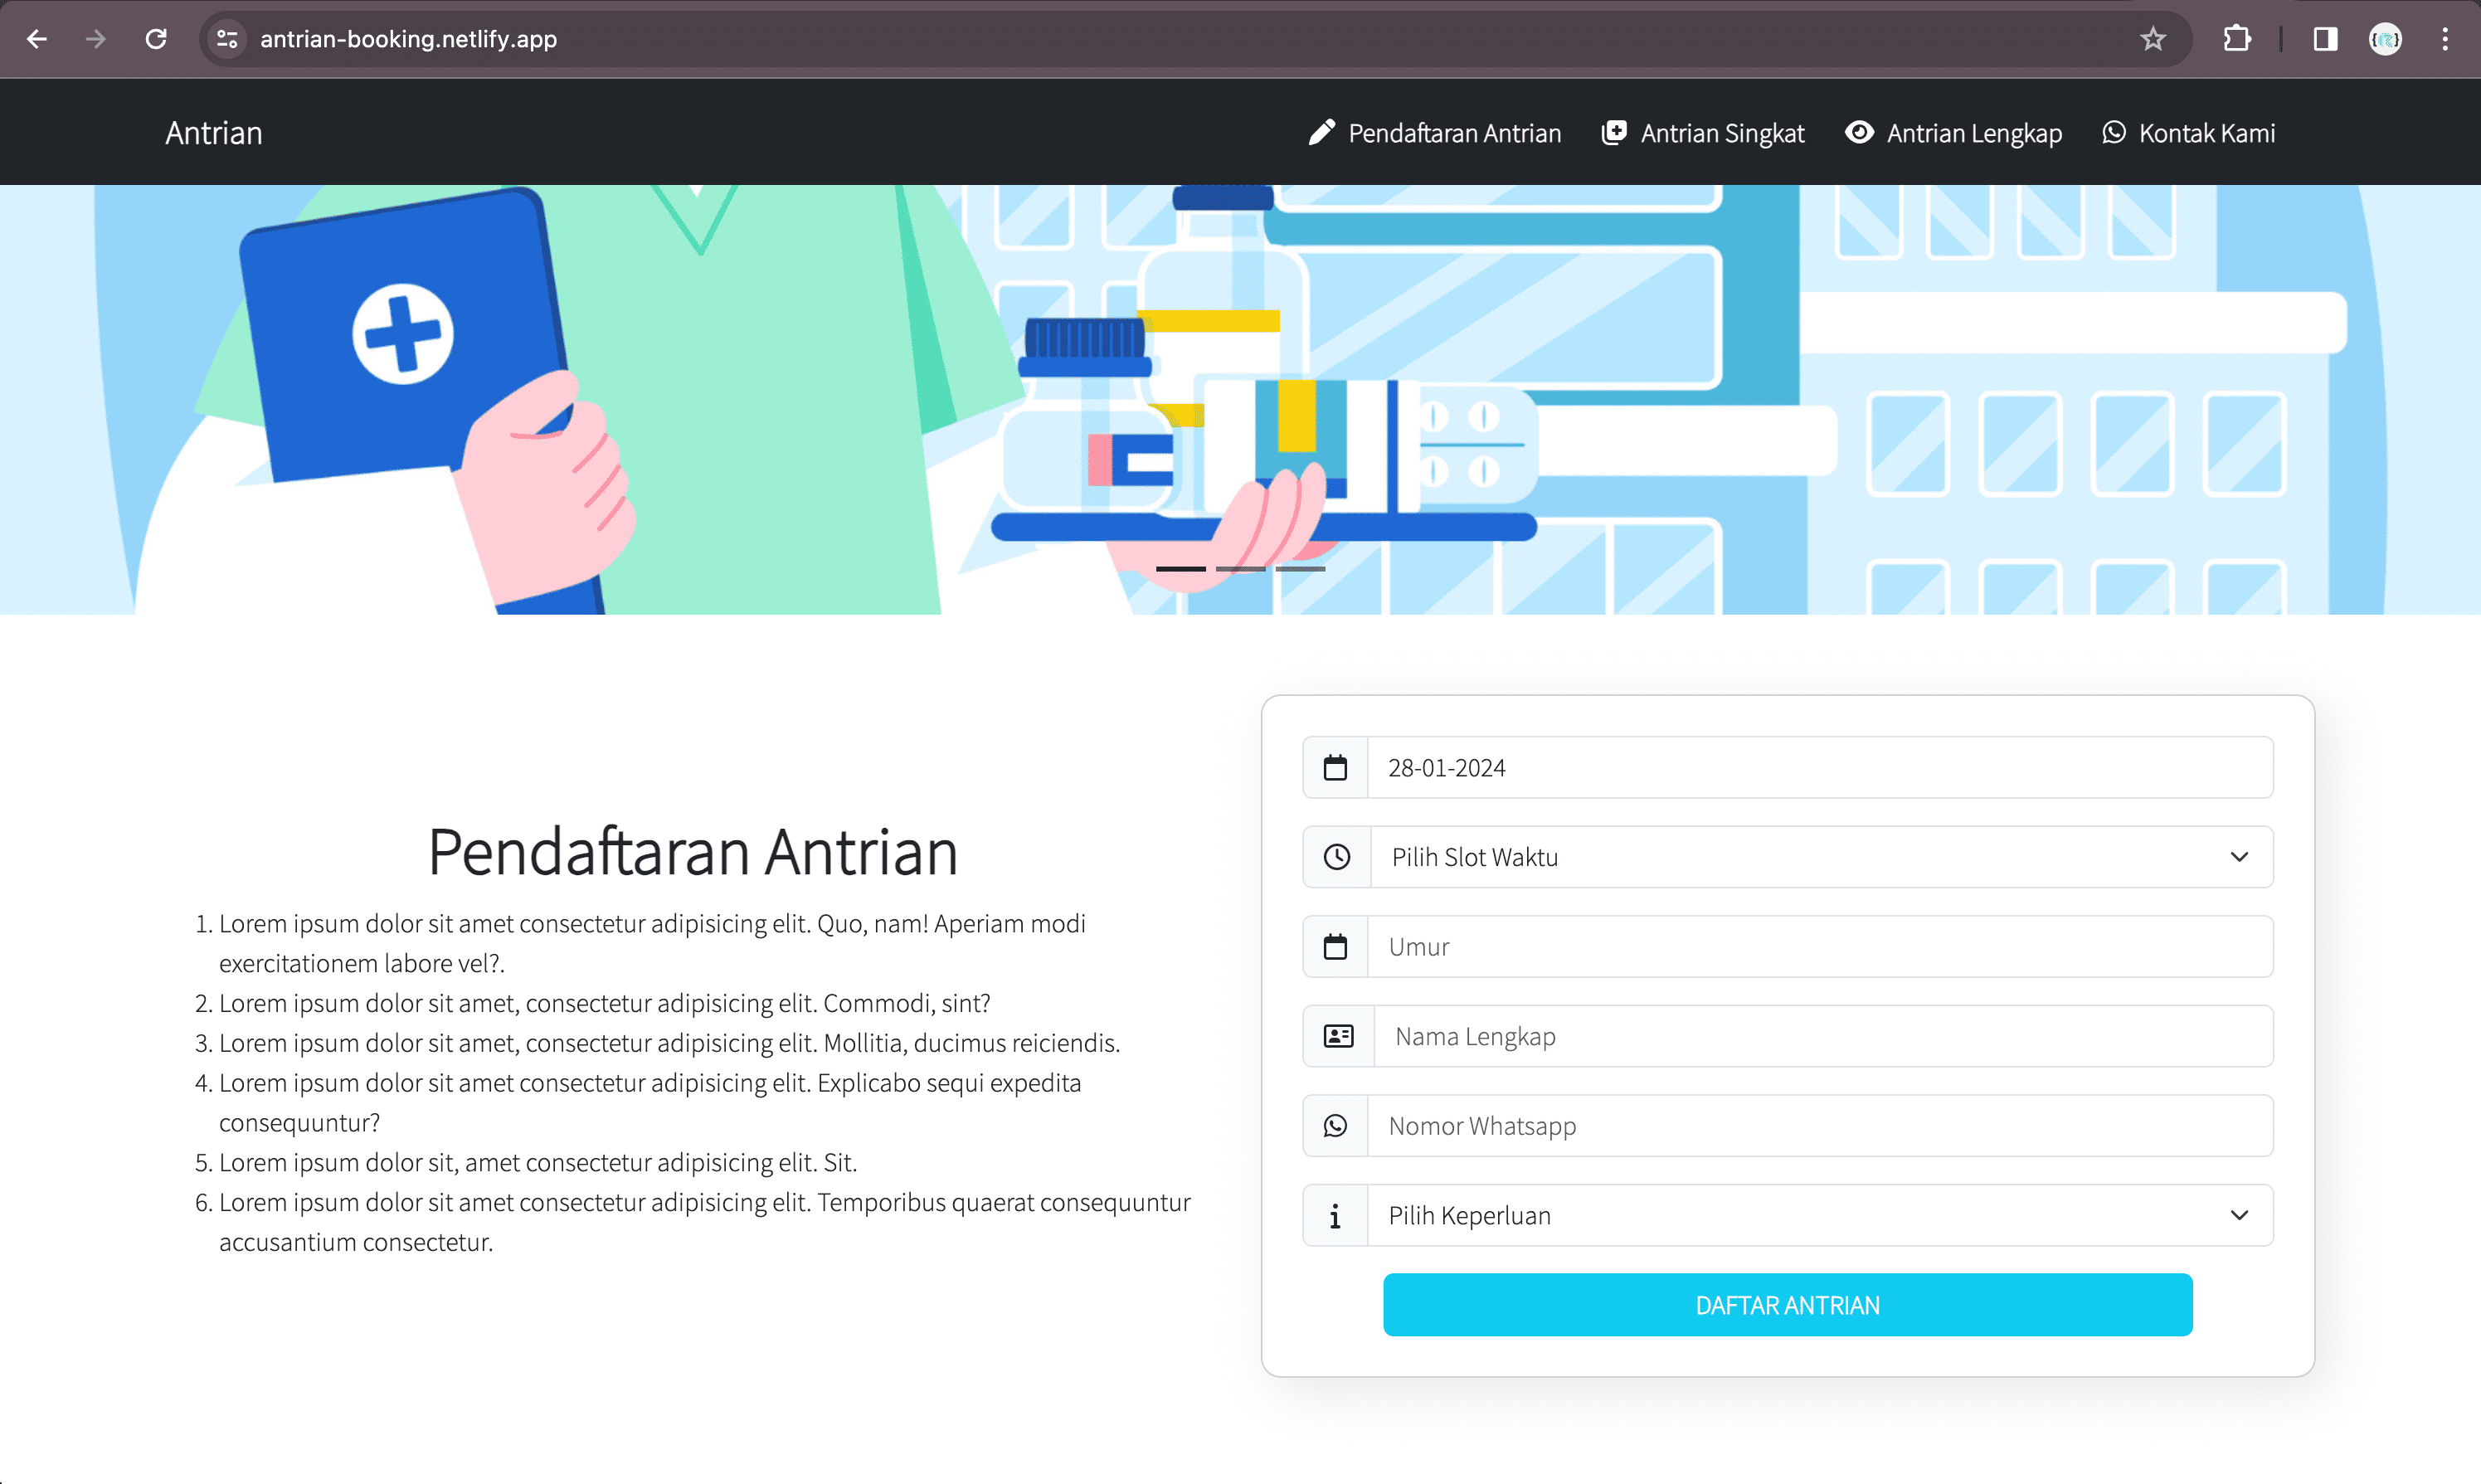 antrian-booking.netlify.app
Antrian
Pendaftaran Antrian
Antrian Singkat
Antrian Lengkap
Kontak Kami
Pendaftaran Antrian
1. Lorem ipsum dolor sit amet consectetur adipisicing elit. Quo, nam! Aperiam modi
exercitationem labore vel?.
2. Lorem ipsum dolor sit amet, consectetur adipisicing elit. Commodi, sint?
3. Lorem ipsum dolor sit amet, consectetur adipisicing elit. Mollitia, ducimus reiciendis.
4. Lorem ipsum dolor sit amet consectetur adipisicing elit. Explicabo sequi expedita
consequuntur?
5. Lorem ipsum dolor sit, amet consectetur adipisicing elit. Sit.
6. Lorem ipsum dolor sit amet consectetur adipisicing elit. Temporibus quaerat consequuntur
accusantium consectetur.
28-01-2024
Pilih Slot Waktu
Umur
Nama Lengkap
Nomor Whatsapp
Pilih Keperluan
DAFTAR ANTRIAN